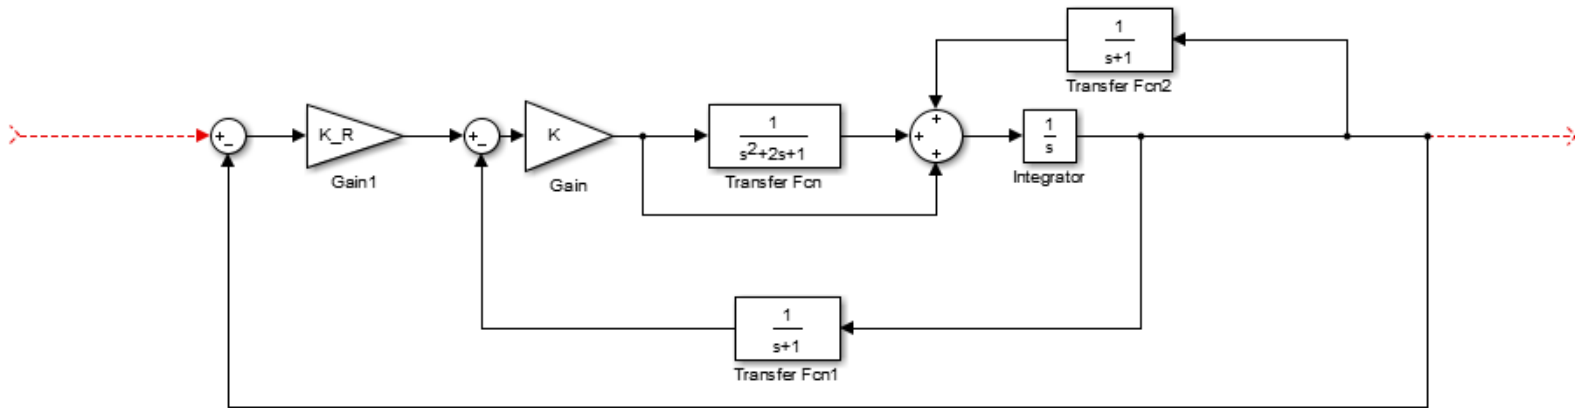 1
s+1
Transfer Fcn2
+
-
K_R
Gain1
+
-
K
Gain
1
s²+2s+1
Transfer Fcn
+
+
+
1
s
Integrator
1
s+1
Transfer Fcn1